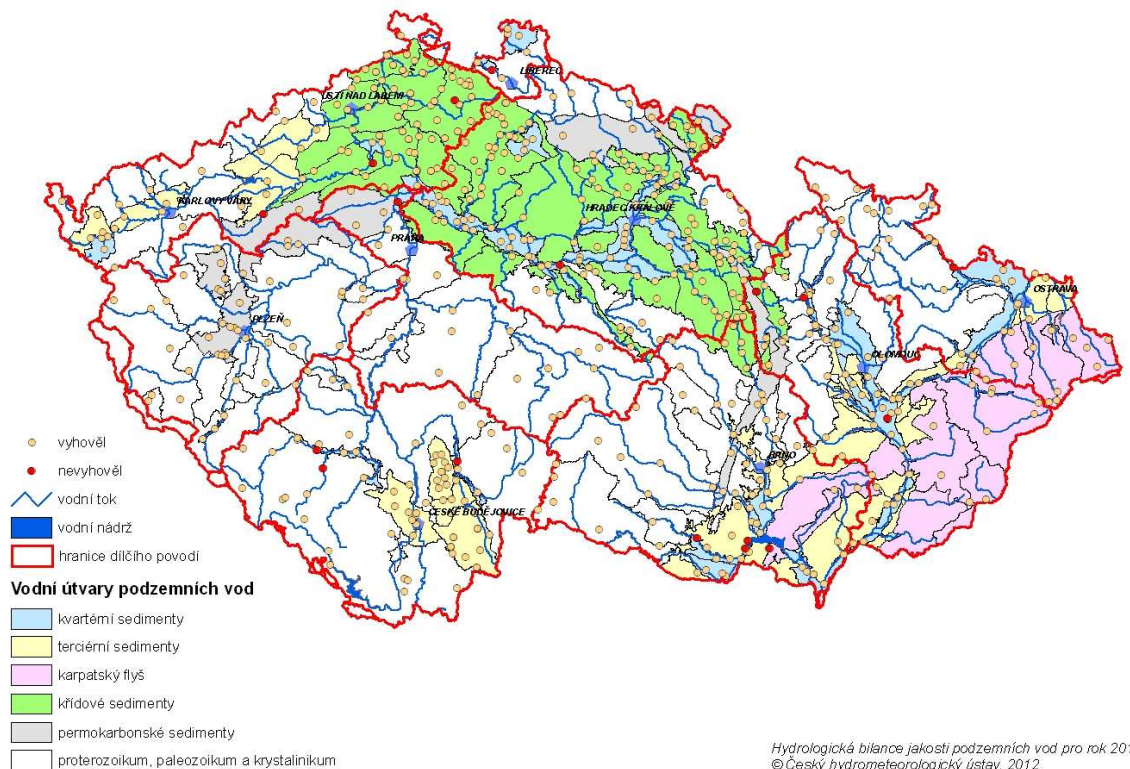 LIBEREC
ÚSTÍ NAD LABEM
KARLOVY VARY
HRADEC KRÁLOVÉ
PRAHA
OSTRAVA
PLZEŇ
OLOMOUC
BRNO
ČESKÉ BUDĚJOVICE
vyhověl
nevyhověl
vodní tok
vodní nádrž
hranice dílčího povodí
Vodní útvary podzemních vod
kvartérní sedimenty
terciérní sedimenty
karpatský flyš
křídové sedimenty
permokarbonské sedimenty
proterozoikum, paleozoikum a krystalinikum
Hydrologická bilance jakosti podzemních vod pro rok 20
© Český hydrometeorologický ústav, 2012